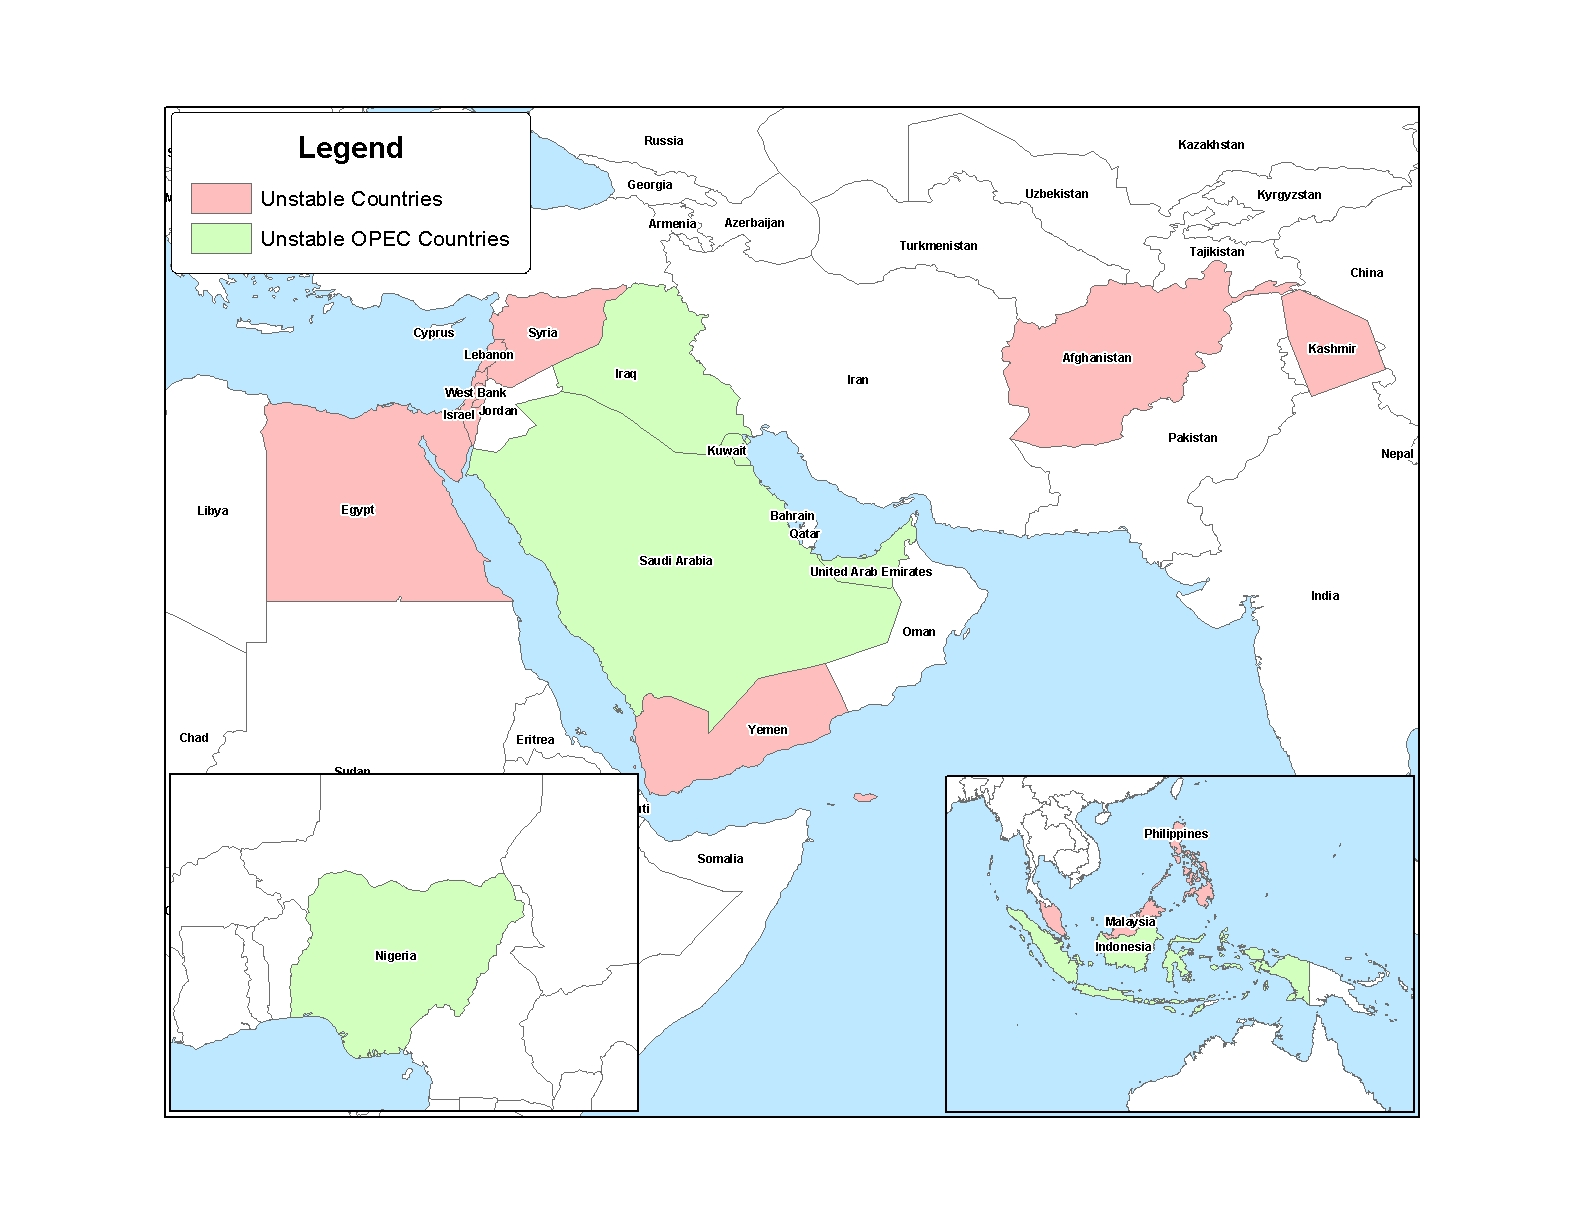 Legend
Unstable Countries
Unstable OPEC Countries
Russia
Kazakhstan
Georgia
Uzbekistan
Kyrgyzstan
Armenia
Azerbaijan
Turkmenistan
Tajikistan
China
Cyprus
Syria
Lebanon
Iraq
Iran
Afghanistan
Kashmir
West Bank
Israel
Jordan
Kuwait
Pakistan
Nepal
Libya
Egypt
Bahrain
Qatar
Saudi Arabia
United Arab Emirates
India
Oman
Yemen
Chad
Eritrea
Sudan
uti
Somalia
Nigeria
Philippines
Malaysia
Indonesia